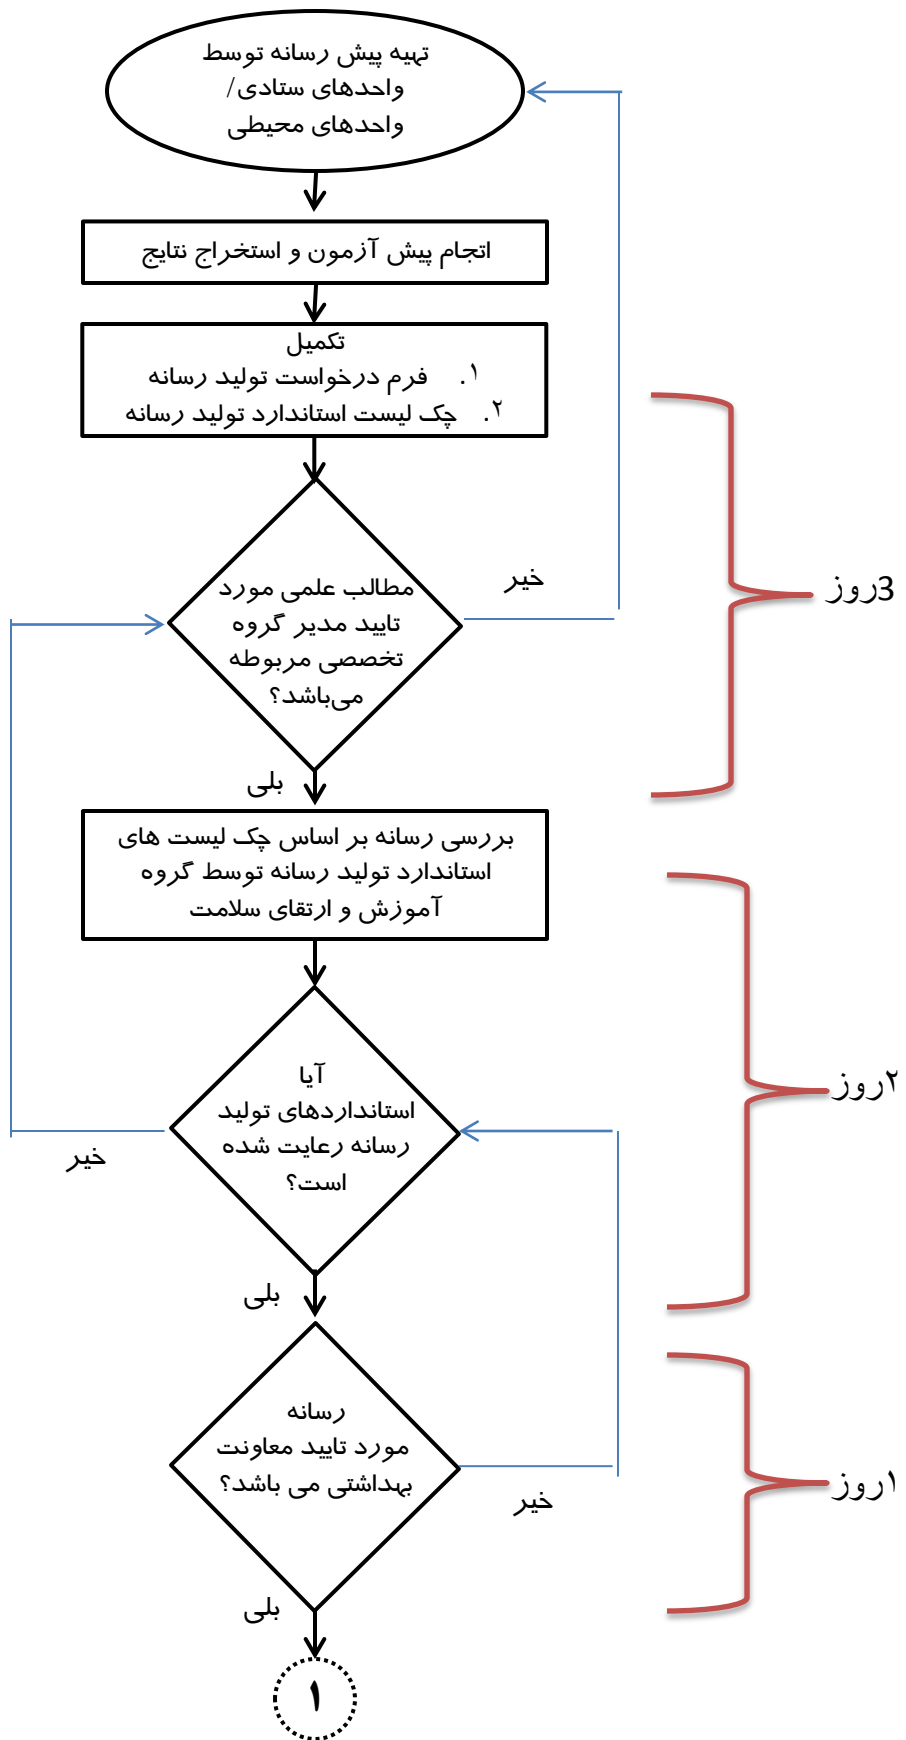 تهیه پیش رسانه توسط
واحدهای ستادی/
واحدهای محیطی
اتجام پیش آزمون و استخراج نتایج
تکمیل
۱. فرم درخواست تولید رسانه
۲. چک لیست استاندارد تولید رسانه
مطالب علمی مورد
تایید مدیر گروه
تخصصی مربوطه
می‌باشد؟
خیر
3روز
بلی
بررسی رسانه بر اساس چک لیست های
استاندارد تولید رسانه توسط گروه
آموزش و ارتقای سلامت
آیا
استانداردهای تولید
رسانه رعایت شده
است؟
خیر
۲روز
بلی
رسانه
مورد تایید معاونت
بهداشتی می باشد؟
خیر
۱روز
بلی
۱